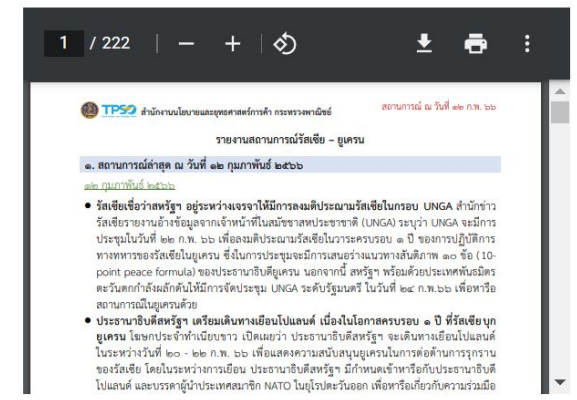 1 / 222
TPSO สำนักงานนโยบายและยุทธศาสตร์การค้า กระทรวงพาณิชย์
สถานการณ์ ณ วันที่ ๑๒ ก.พ. ๖๖
รายงานสถานการณ์รัสเซีย – ยูเครน
๑. สถานการณ์ล่าสุด ณ วันที่ ๑๒ กุมภาพันธ์ ๒๕๖๖
๑๒ กุมภาพันธ์ ๒๕๖๖
● รัสเซียเชื่อว่าสหรัฐฯ อยู่ระหว่างเจรจาให้มีการลงมติประณามรัสเซียในกรอบ UNGA สำนักข่าว
รัสเซียรายงานอ้างข้อมูลจากเจ้าหน้าที่ในสมัชชาสหประชาชาติ (UNGA) ระบุว่า UNGA จะมีการ
ประชุมในวันที่ ๒๒ ก.พ. ๖๖ เพื่อลงมติประณามรัสเซียในวาระครบรอบ ๑ ปี ของการปฏิบัติการ
ทางทหารของรัสเซียในยูเครน ซึ่งในการประชุมจะมีการเสนอร่างแนวทางสันติภาพ ๑๐ ข้อ (10-
point peace formula) ของประธานาธิบดียูเครน นอกจากนี้ สหรัฐฯ พร้อมด้วยประเทศพันธมิตร
ตะวันตกกำลังผลักดันให้มีการจัดประชุม UNGA ระดับรัฐมนตรี ในวันที่ ๒๔ ก.พ.๖๖ เพื่อหารือ
สถานการณ์ในยูเครนด้วย
● ประธานาธิบดีสหรัฐฯ เตรียมเดินทางเยือนโปแลนด์ เนื่องในโอกาสครบรอบ ๑ ปี ที่รัสเซียบุก
ยูเครน โฆษกประจำทำเนียบขาว เปิดเผยว่า ประธานาธิบดีสหรัฐฯ จะเดินทางเยือนโปแลนด์
ในระหว่างวันที่ ๒๐ - ๒๒ ก.พ. ๖๖ เพื่อแสดงความสนับสนุนยูเครนในการต่อต้านการรุกราน
ของรัสเซีย โดยในระหว่างการเยือน ประธานาธิบดีสหรัฐฯ มีกำหนดเข้าหารือกับประธานาธิบดี
โปแลนด์ และบรรดาผู้นำประเทศสมาชิก NATO ในยุโรปตะวันออก เพื่อหารือเกี่ยวกับความร่วมมือ